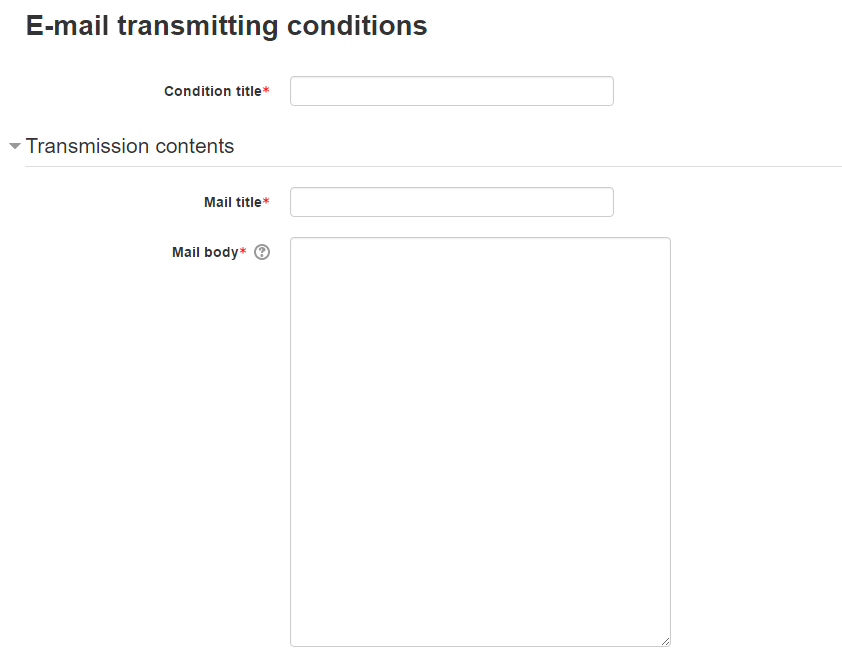 E-mail transmitting conditions
Condition title*
Transmission contents
Mail title*
Mail body* ?